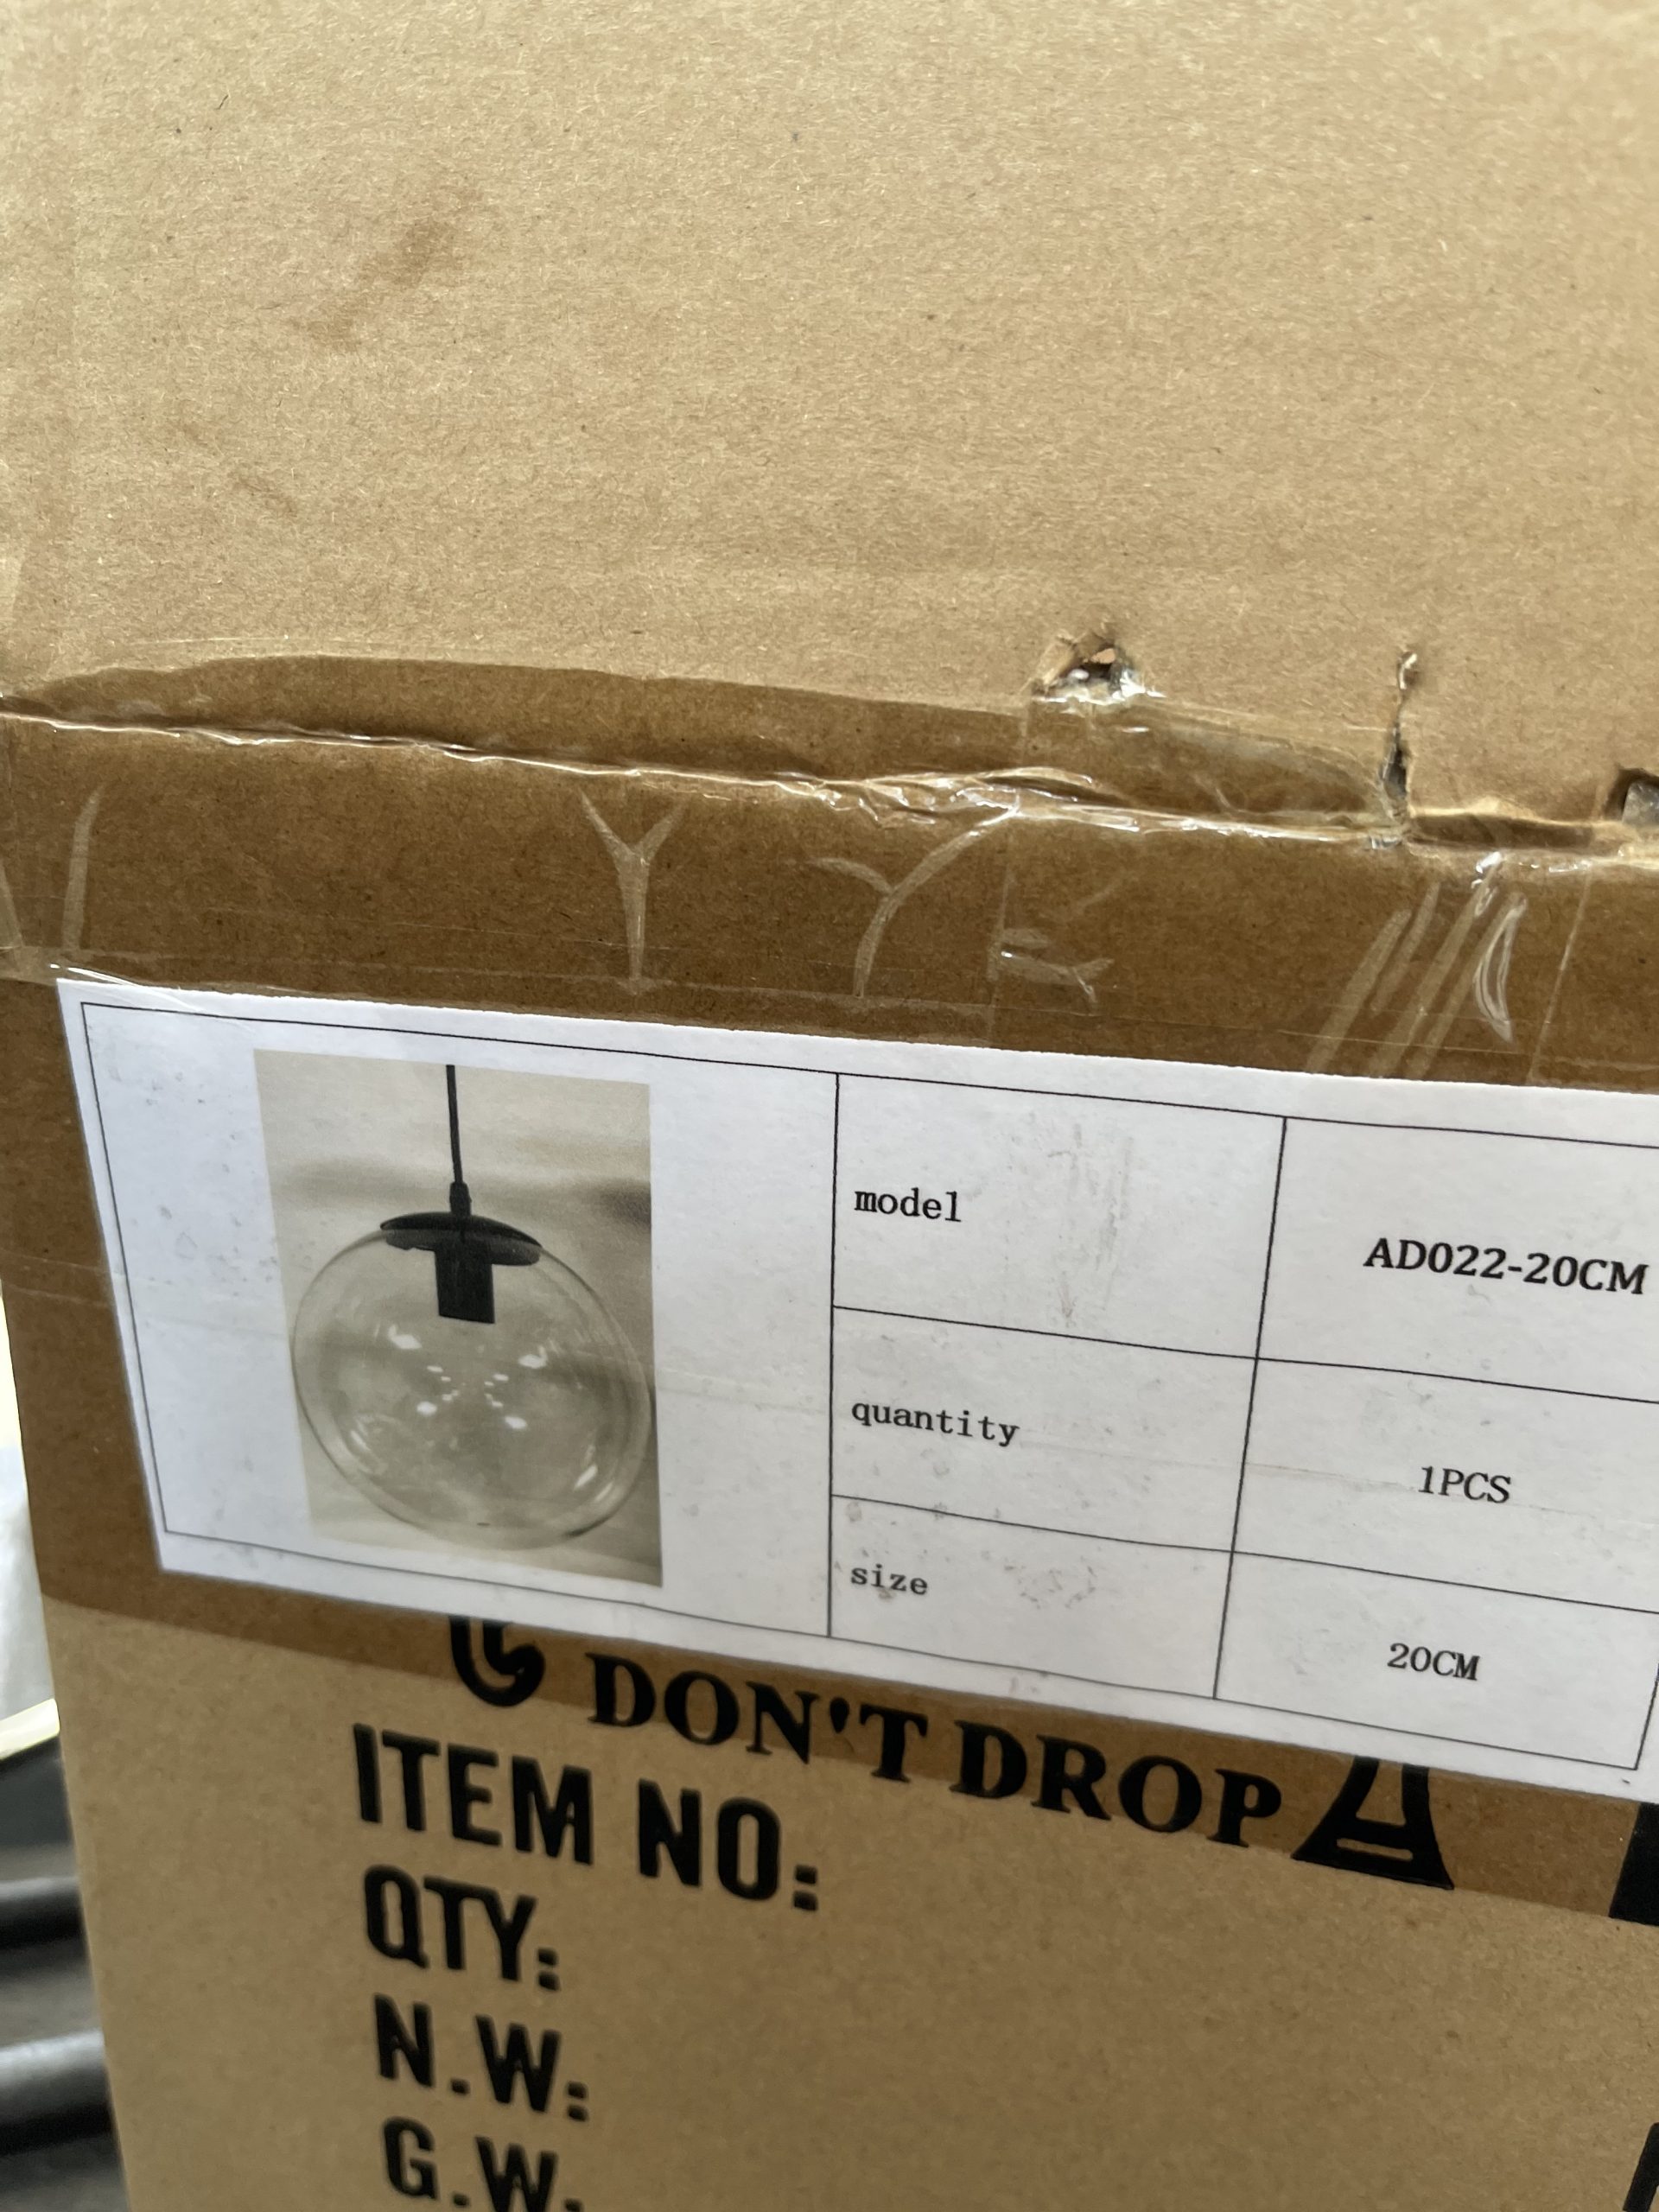 model
AD022-20CM
quantity
1PCS
size
20CM
DON'T DROP
ITEM NO:
QTY:
N.W:
G.W: